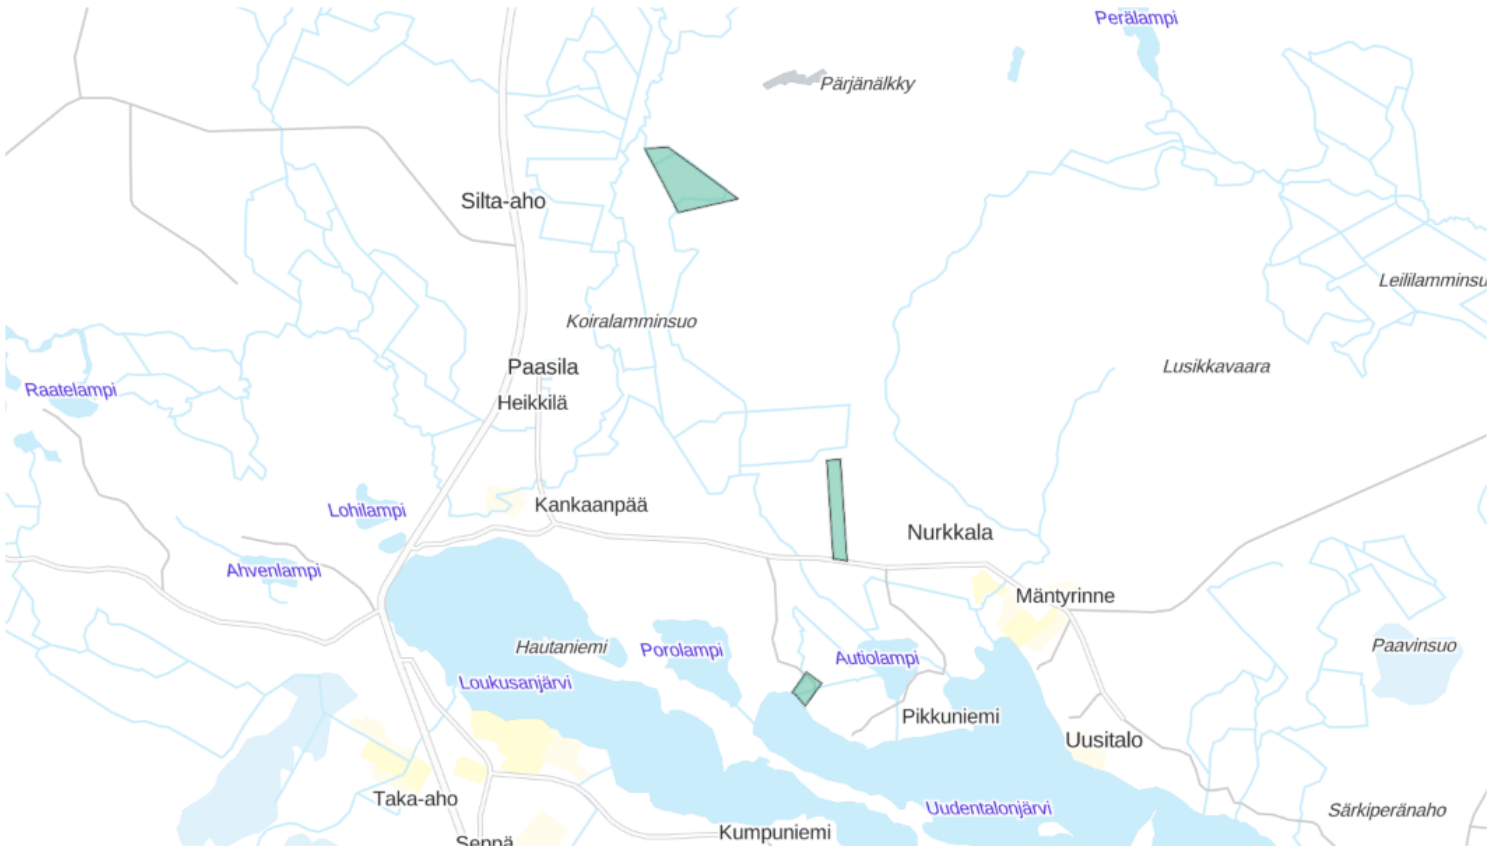 Perälampi
Pärjänälkky
Silta-aho
Leililamminsu
Koiralamminsuo
Paasila
Lusikkavaara
Raatelampi
Heikkilä
Lohilampi
Kankaanpää
Nurkkala
Ahvenlampi
Mäntyrinne
Hautaniemi
Porolampi
Autiolampi
Paavinsuo
Loukusanjärvi
Pikkuniemi
Uusitalo
Taka-aho
Uudentalonjärvi
Särkiperänaho
Kumpuniemi
Seppä